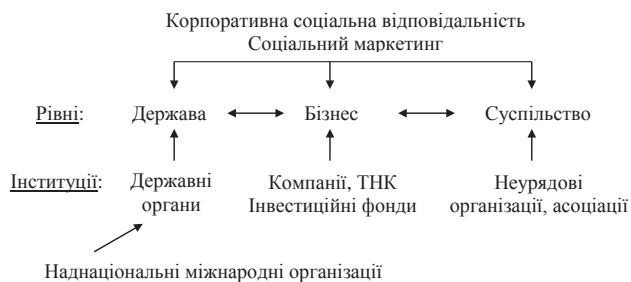 Корпоративна соціальна відповідальність
Соціальний маркетинг
Рівні: Держава Бізнес Суспільство
Інституції: Державні органи Компанії, ТНК Інвестиційні фонди Неурядові організації, асоціації
Наднаціональні міжнародні організації